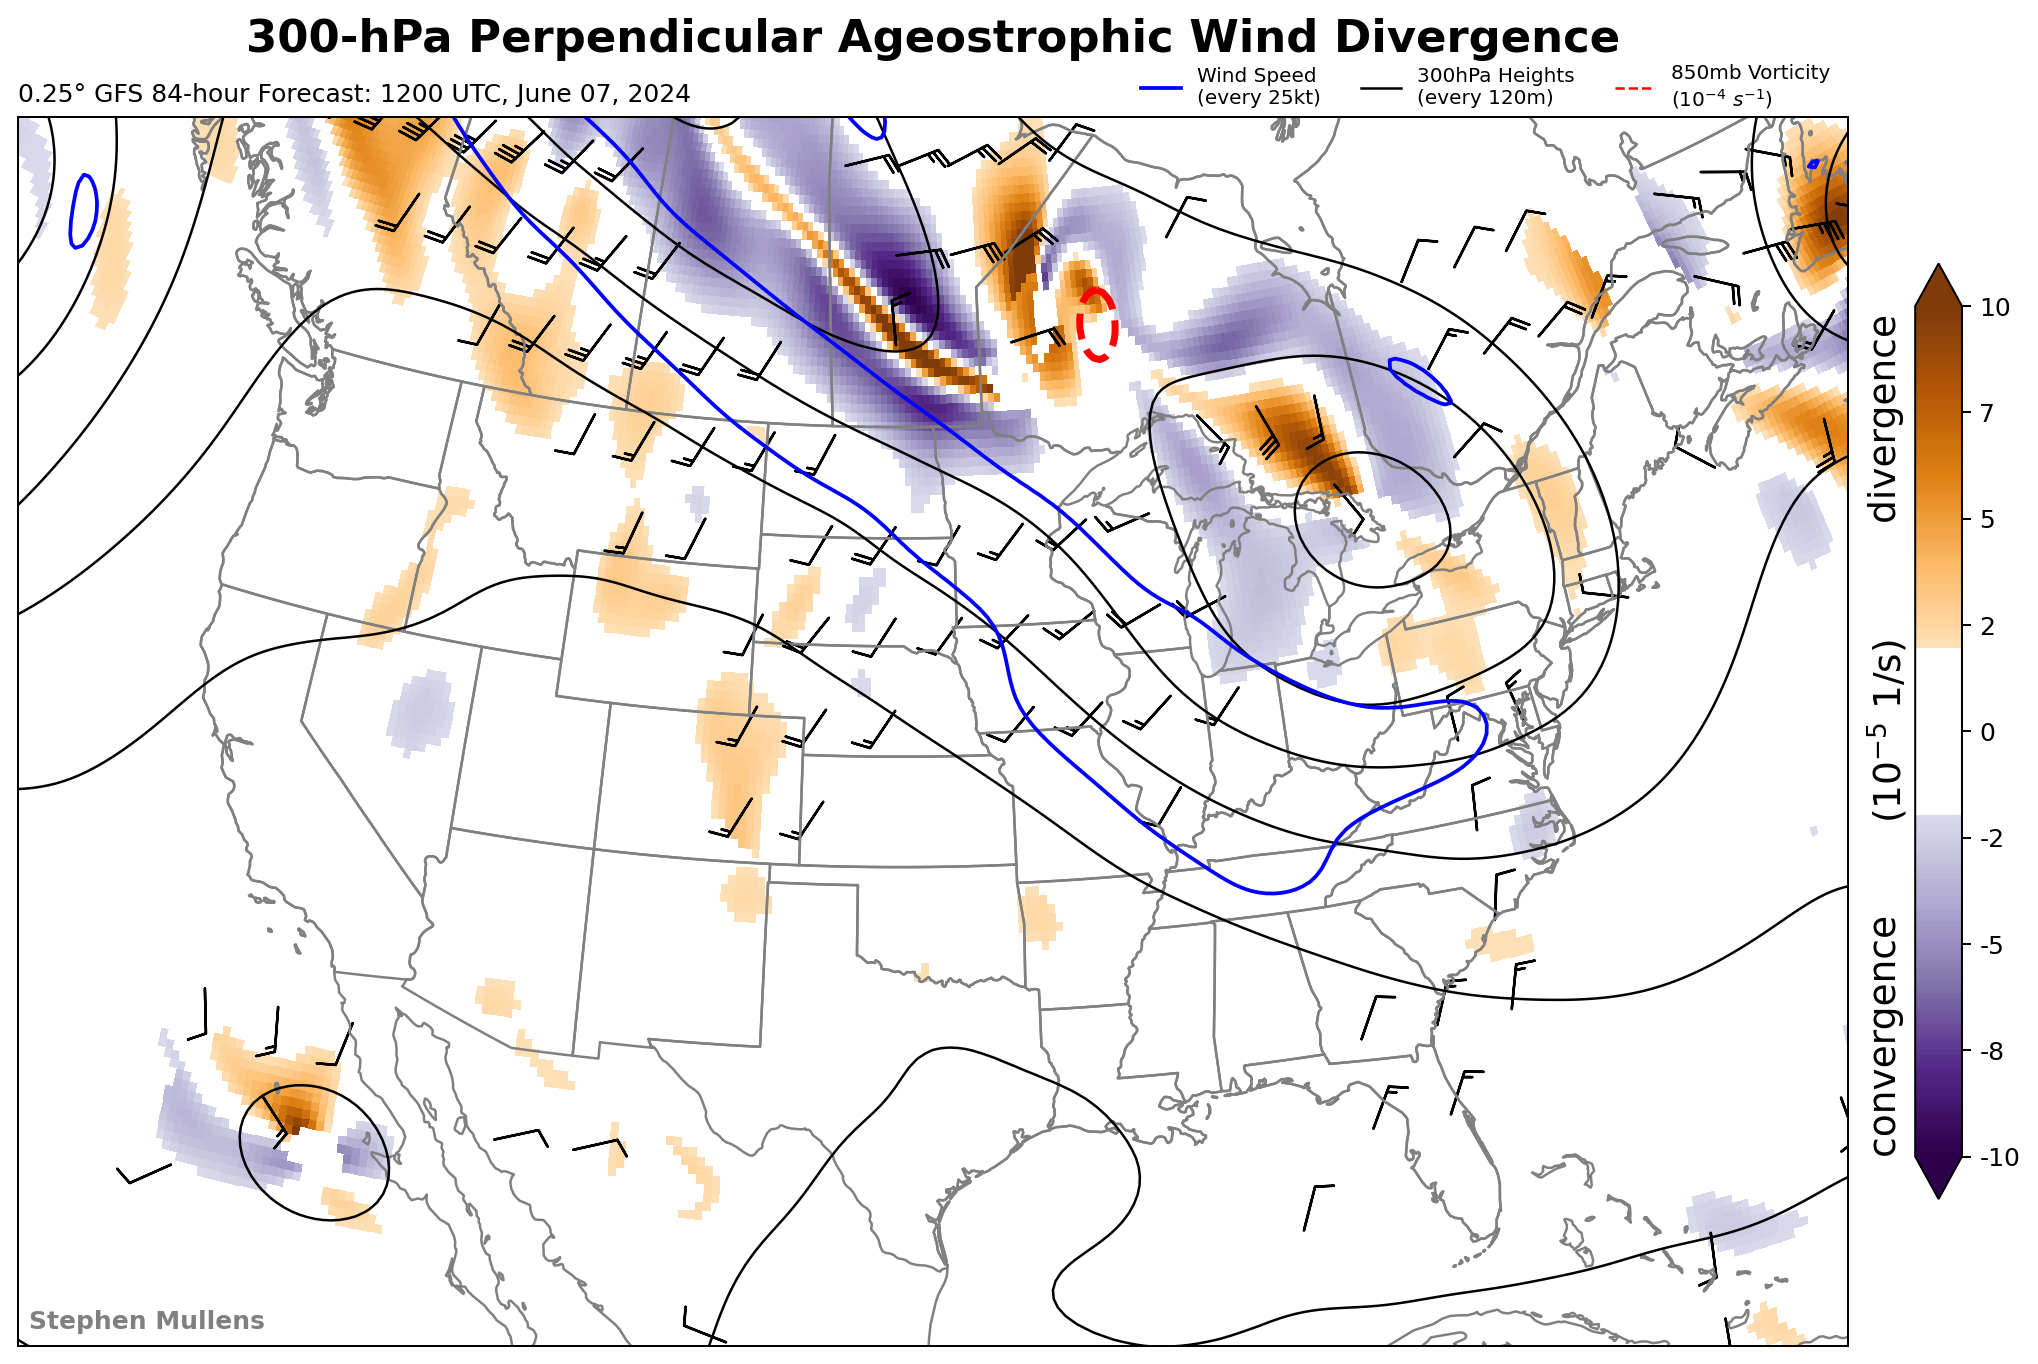 300-hPa Perpendicular Ageostrophic Wind Divergence
0.25° GFS 84-hour Forecast: 1200 UTC, June 07, 2024
Wind Speed
(every 25kt)
300hPa Heights
(every 120m)
850mb Vorticity
(10⁻⁴ s⁻¹)
10
7
5
2
0
-2
-5
-8
-10
convergence (10⁻⁵ 1/s) divergence
Stephen Mullens